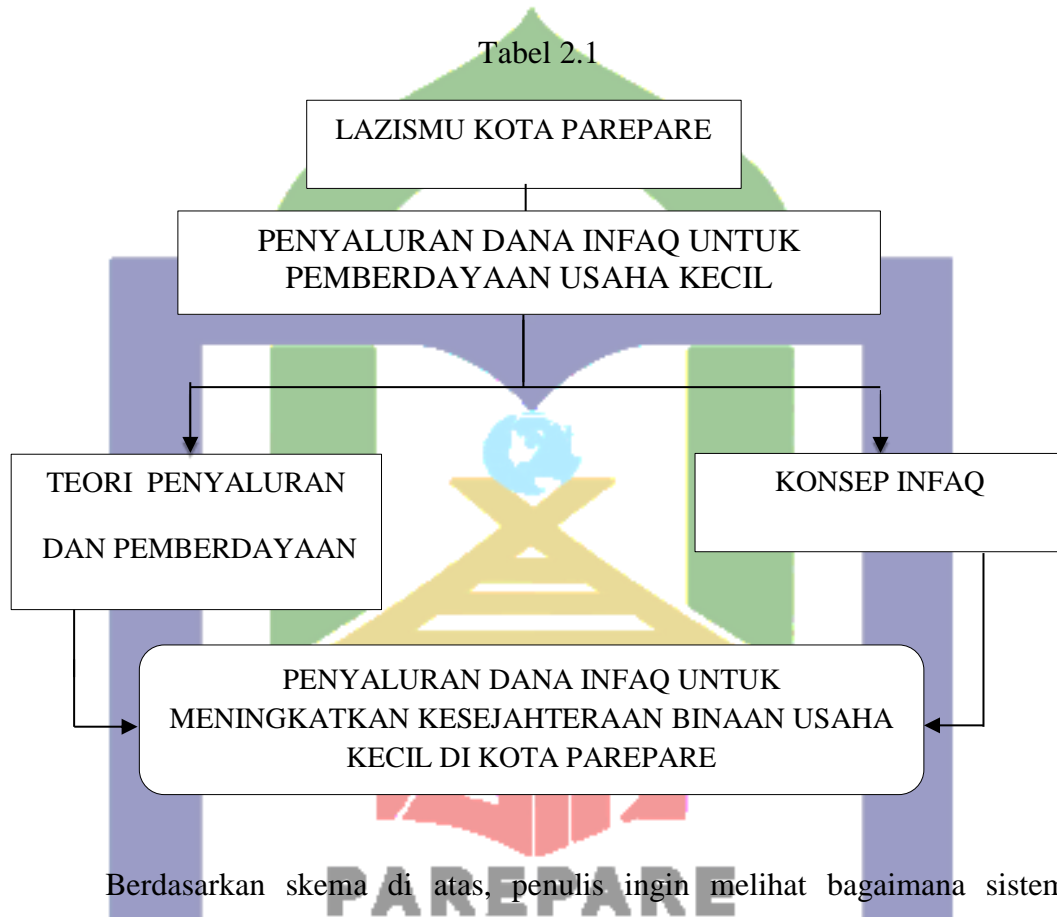 Tabel 2.1
LAZISMU KOTA PAREPARE
PENYALURAN DANA INFAQ UNTUK
PEMBERDAYAAN USAHA KECIL
TEORI PENYALURAN
DAN PEMBERDAYAAN
KONSEP INFAQ
PENYALURAN DANA INFAQ UNTUK
MENINGKATKAN KESEJAHTERAAN BINAAN USAHA
KECIL DI KOTA PAREPARE
PAREPARE
Berdasarkan skema di atas, penulis ingin melihat bagaimana sistem